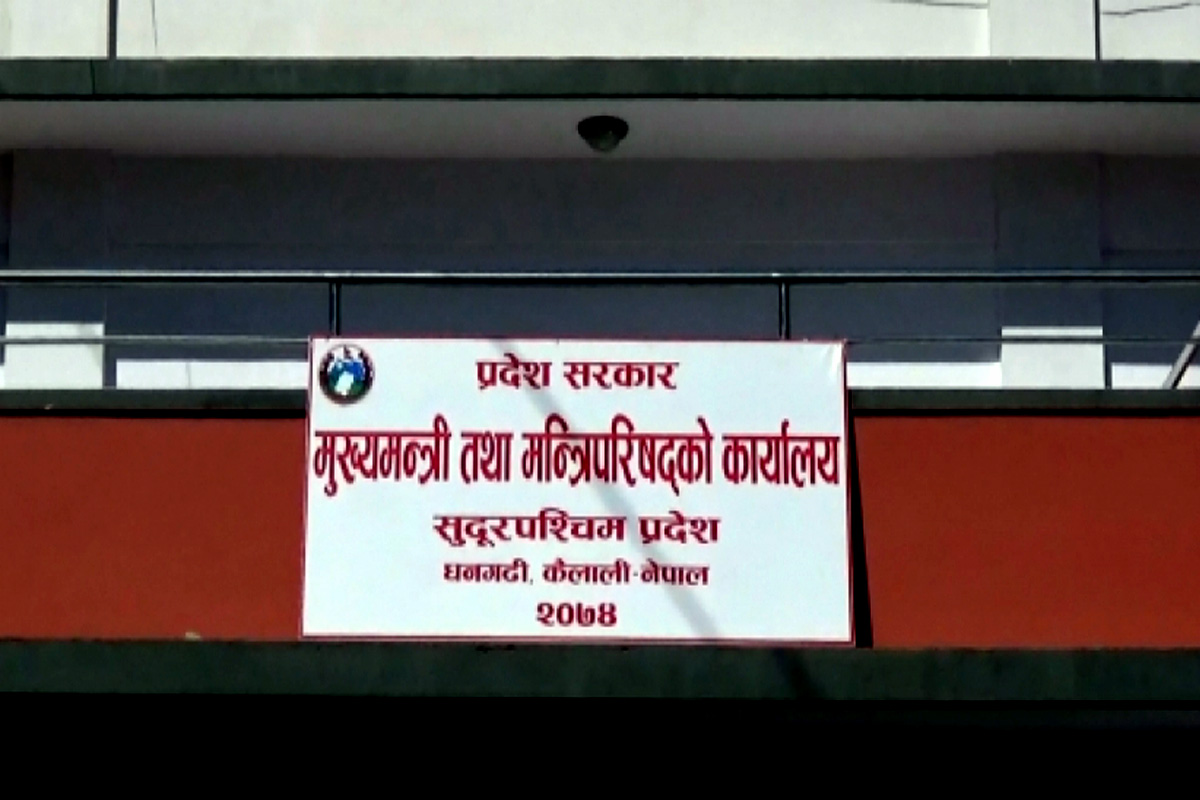 प्रदेश सरकार
मुख्यमन्त्री तथा मन्त्रिपरिषद्को कार्यालय
सुदूरपश्चिम प्रदेश
धनगढी, कैलाली-नेपाल
२०७४